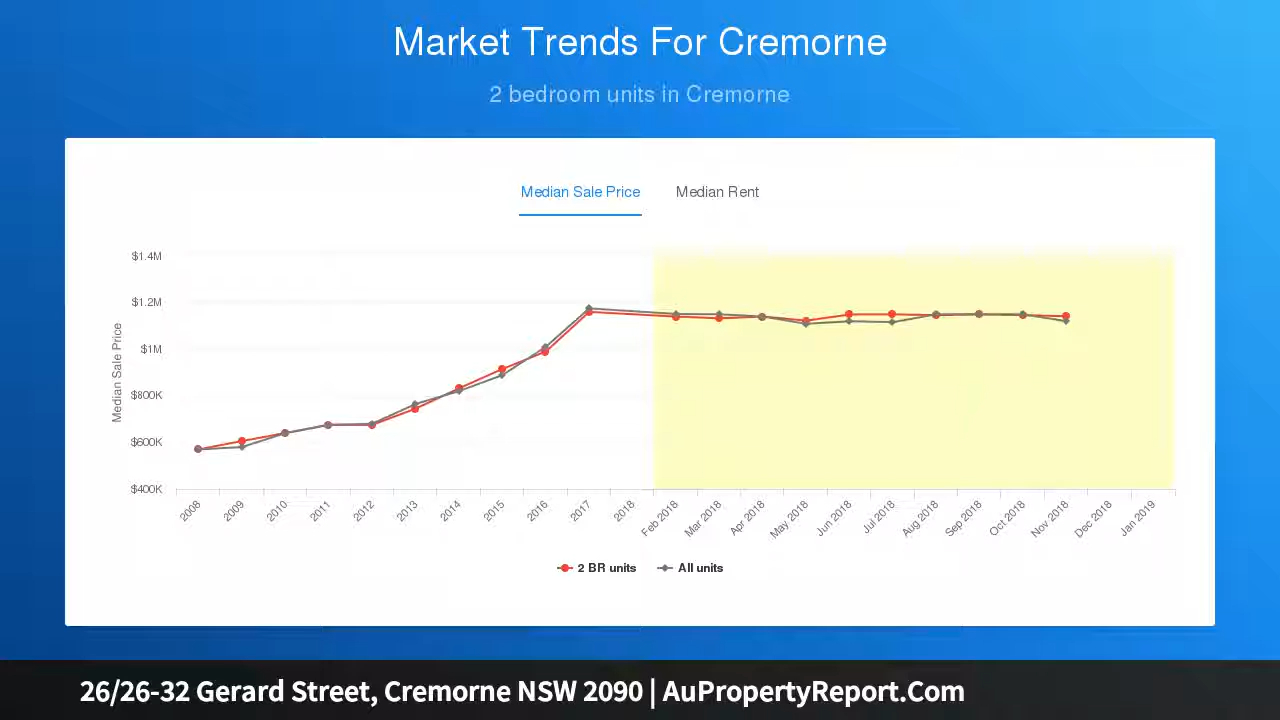 Market Trends For Cremorne
2 bedroom units in Cremorne
Median Sale Price Median Rent
$1.4M
$1.2M
$1M
$800K
$600K
$400K
Median Sale Price
2008 2009 2010 2011 2012 2013 2014 2015 2016 2017 2018 Feb 2018 Mar 2018 Apr 2018 May 2018 Jun 2018 Jul 2018 Aug 2018 Sep 2018 Oct 2018 Nov 2018 Dec 2018 Jan 2019
2 BR units All units
26/26-32 Gerard Street, Cremorne NSW 2090 | AuPropertyReport.Com